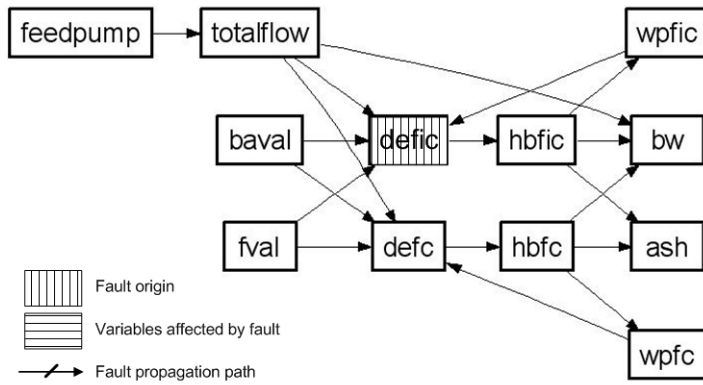 feedpump totalflow wpfic
baval defic hbfic bw
fval defc hbfc ash
wpfc
Fault origin
Variables affected by fault
Fault propagation path